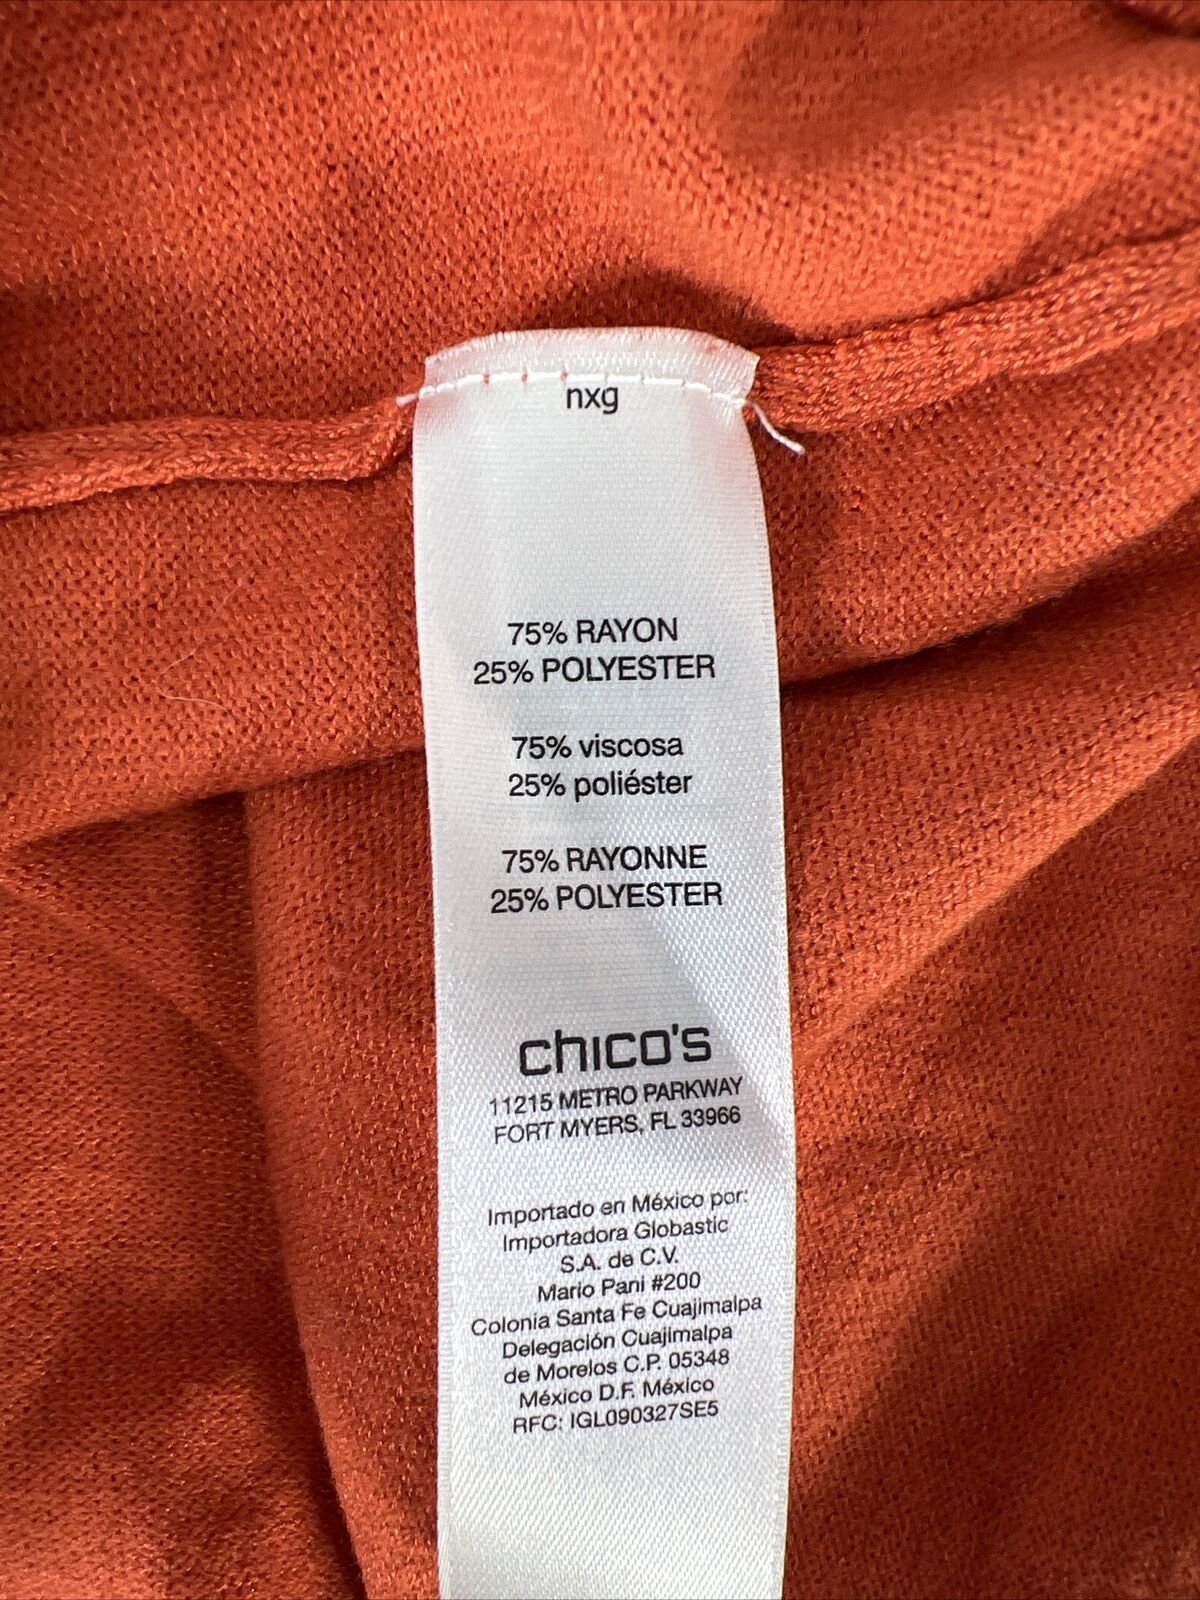 nxg
75% RAYON
25% POLYESTER
75% viscosa
25% poliéster
75% RAYONNE
25% POLYESTER
chico's
11215 METRO PARKWAY
FORT MYERS, FL 33966
Importado en México por:
Importadora Globastic
S.A. de C.V.
Mario Pani #200
Colonia Santa Fe Cuajimalpa
Delegación Cuajimalpa
de Morelos C.P. 05348
México D.F. México
RFC: IGL090327SE5